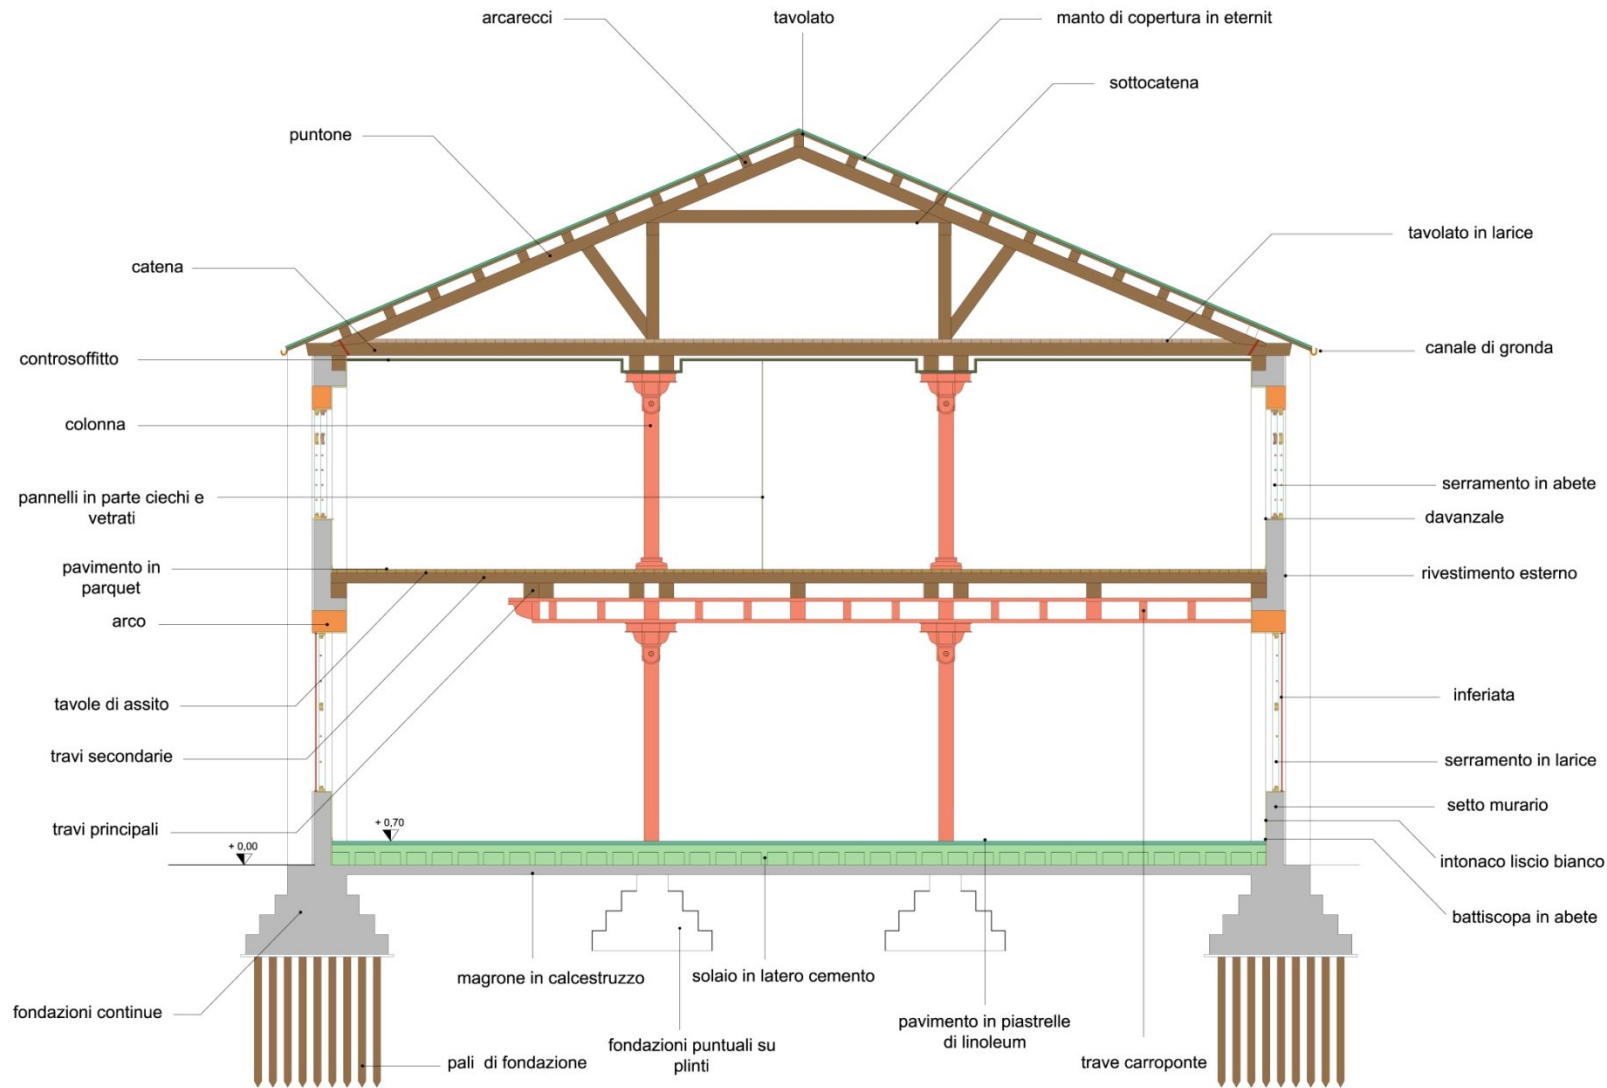 arcarecci
tavolato
manto di copertura in eternit
sottocatena
puntone
tavolato in larice
catena
controsoffitto
canale di gronda
colonna
pannelli in parte ciechi e
vetrati
serramento in abete
davanzale
pavimento in
parquet
rivestimento esterno
arco
tavole di assito
inferiata
travi secondarie
serramento in larice
setto murario
travi principali
+ 0,70
+ 0,00
intonaco liscio bianco
battiscopa in abete
magrone in calcestruzzo
solaio in latero cemento
fondazioni continue
pavimento in piastrelle
di linoleum
fondazioni puntuali su
plinti
pali di fondazione
trave carroponte